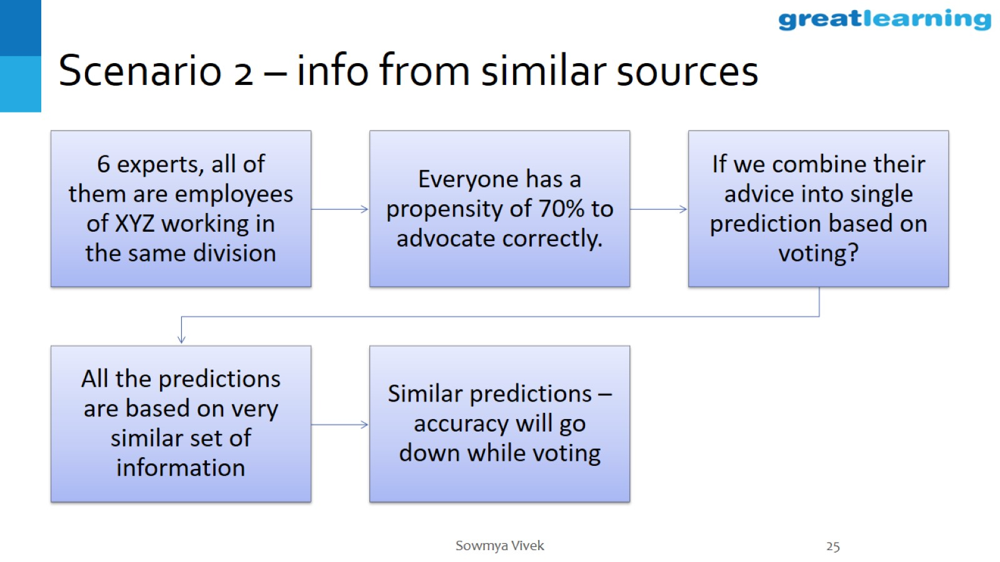 greatlearning
Scenario 2 – info from similar sources
6 experts, all of
them are employees
of XYZ working in
the same division
Everyone has a
propensity of 70% to
advocate correctly.
If we combine their
advice into single
prediction based on
voting?
All the predictions
are based on very
similar set of
information
Similar predictions –
accuracy will go
down while voting
Sowmya Vivek
25